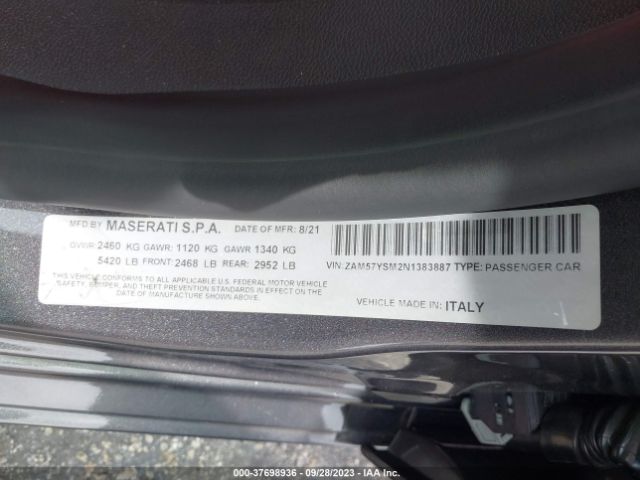 MFD BY MASERATI S.P.A. DATE OF MFR: 8/21
GVWR: 2460 KG GAWR: 1120 KG GAWR 1340 KG
5420 LB FRONT: 2468 LB REAR: 2952 LB
THIS VEHICLE CONFORMS TO ALL APPLICABLE U.S. FEDERAL MOTOR VEHICLE
SAFETY, BUMPER, AND THEFT PREVENTION STANDARDS IN EFFECT ON THE
DATE OF MANUFACTURE SHOWN ABOVE.
VIN: ZAM57YSM2N1383887 TYPE: PASSENGER CAR
VEHICLE MADE IN: ITALY
000-37698936 - 09/28/2023 - IAA Inc.